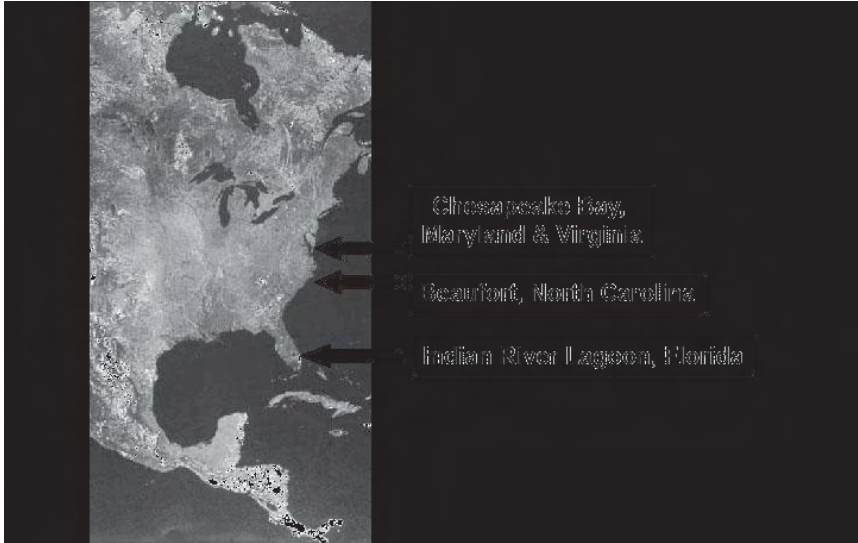 Chesapeake Bay,
Maryland & Virginia
Beaufort, North Carolina
Indian River Lagoon, Florida